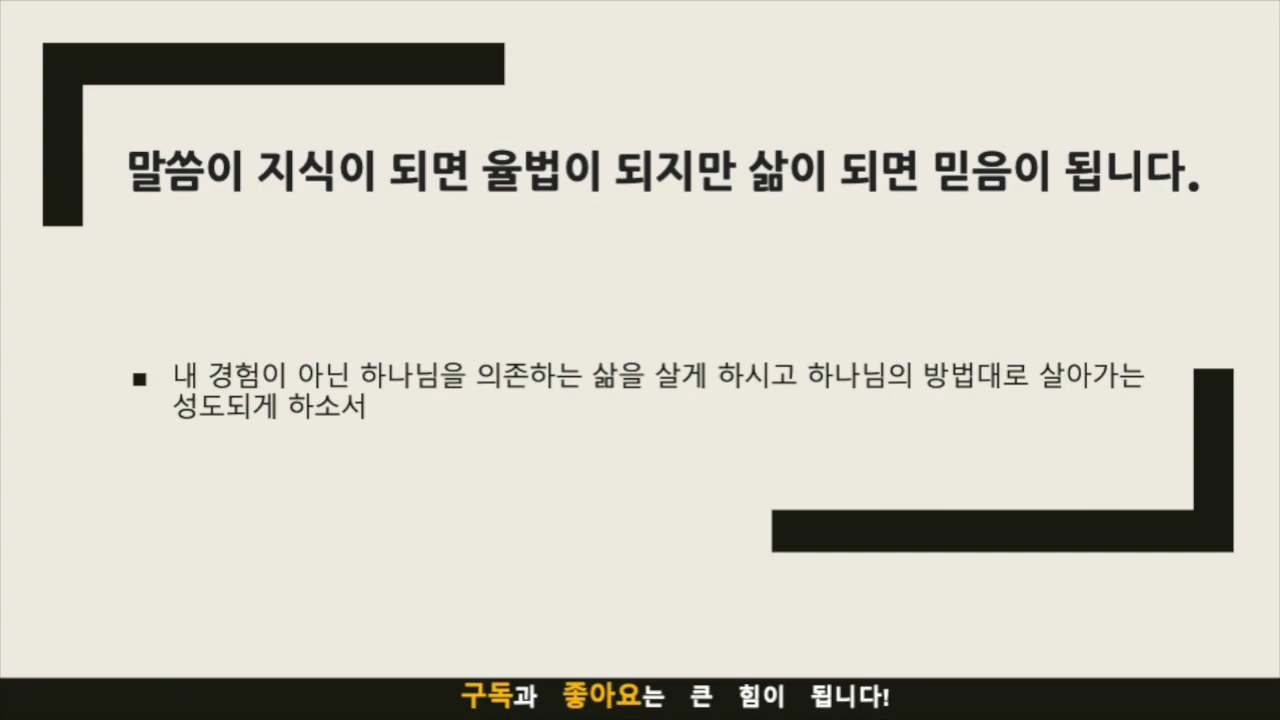 말씀이 지식이 되면 율법이 되지만 삶이 되면 믿음이 됩니다.
■ 내 경험이 아닌 하나님을 의존하는 삶을 살게 하시고 하나님의 방법대로 살아가는
성도되게 하소서
구독과 좋아요는 큰 힘이 됩니다!